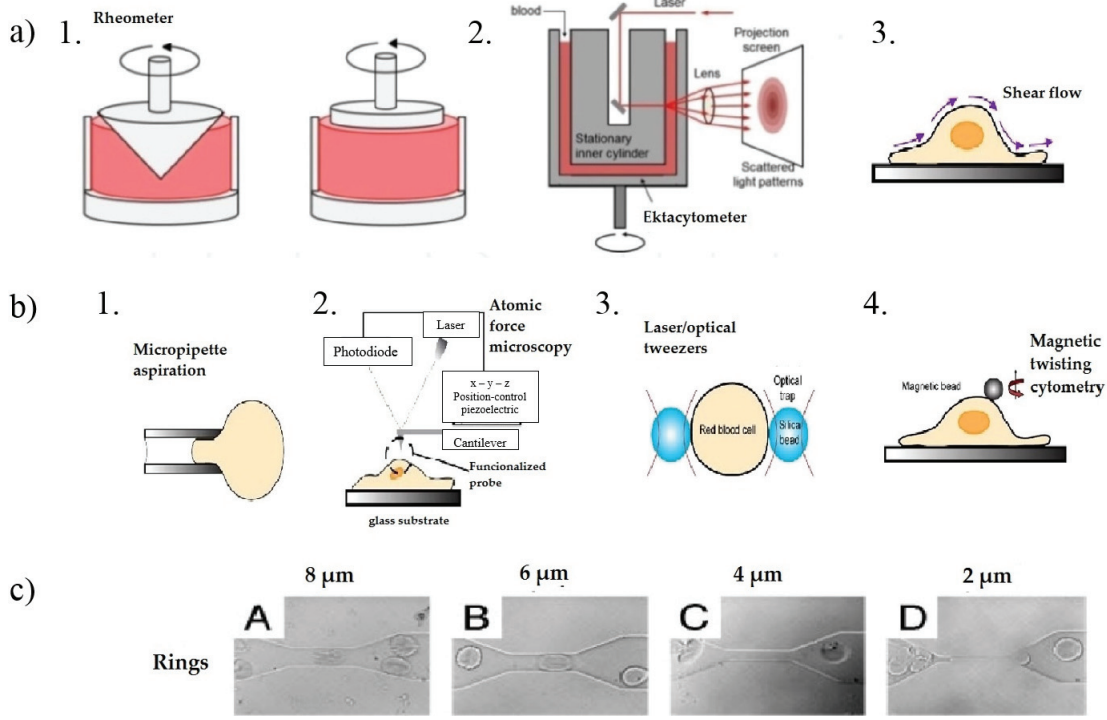 a) 1. Rheometer
2.
blood
Laser
Projection
screen
Lens
Stationary
inner cylinder
Scattered
light patterns
Ektacytometer
3.
Shear flow
b) 1.
Micropipette
aspiration
2.
Atomic
force
microscopy
Laser
Photodiode
x – y – z
Position-control
piezoelectric
Cantilever
Funcionalized
probe
glass substrate
3.
Laser/optical
tweezers
Optical
trap
Red blood cell
Silica
bead
4.
Magnetic
twisting
cytometry
Magnetic bead
c)
8 µm 6 µm 4 µm 2 µm
A B C D
Rings